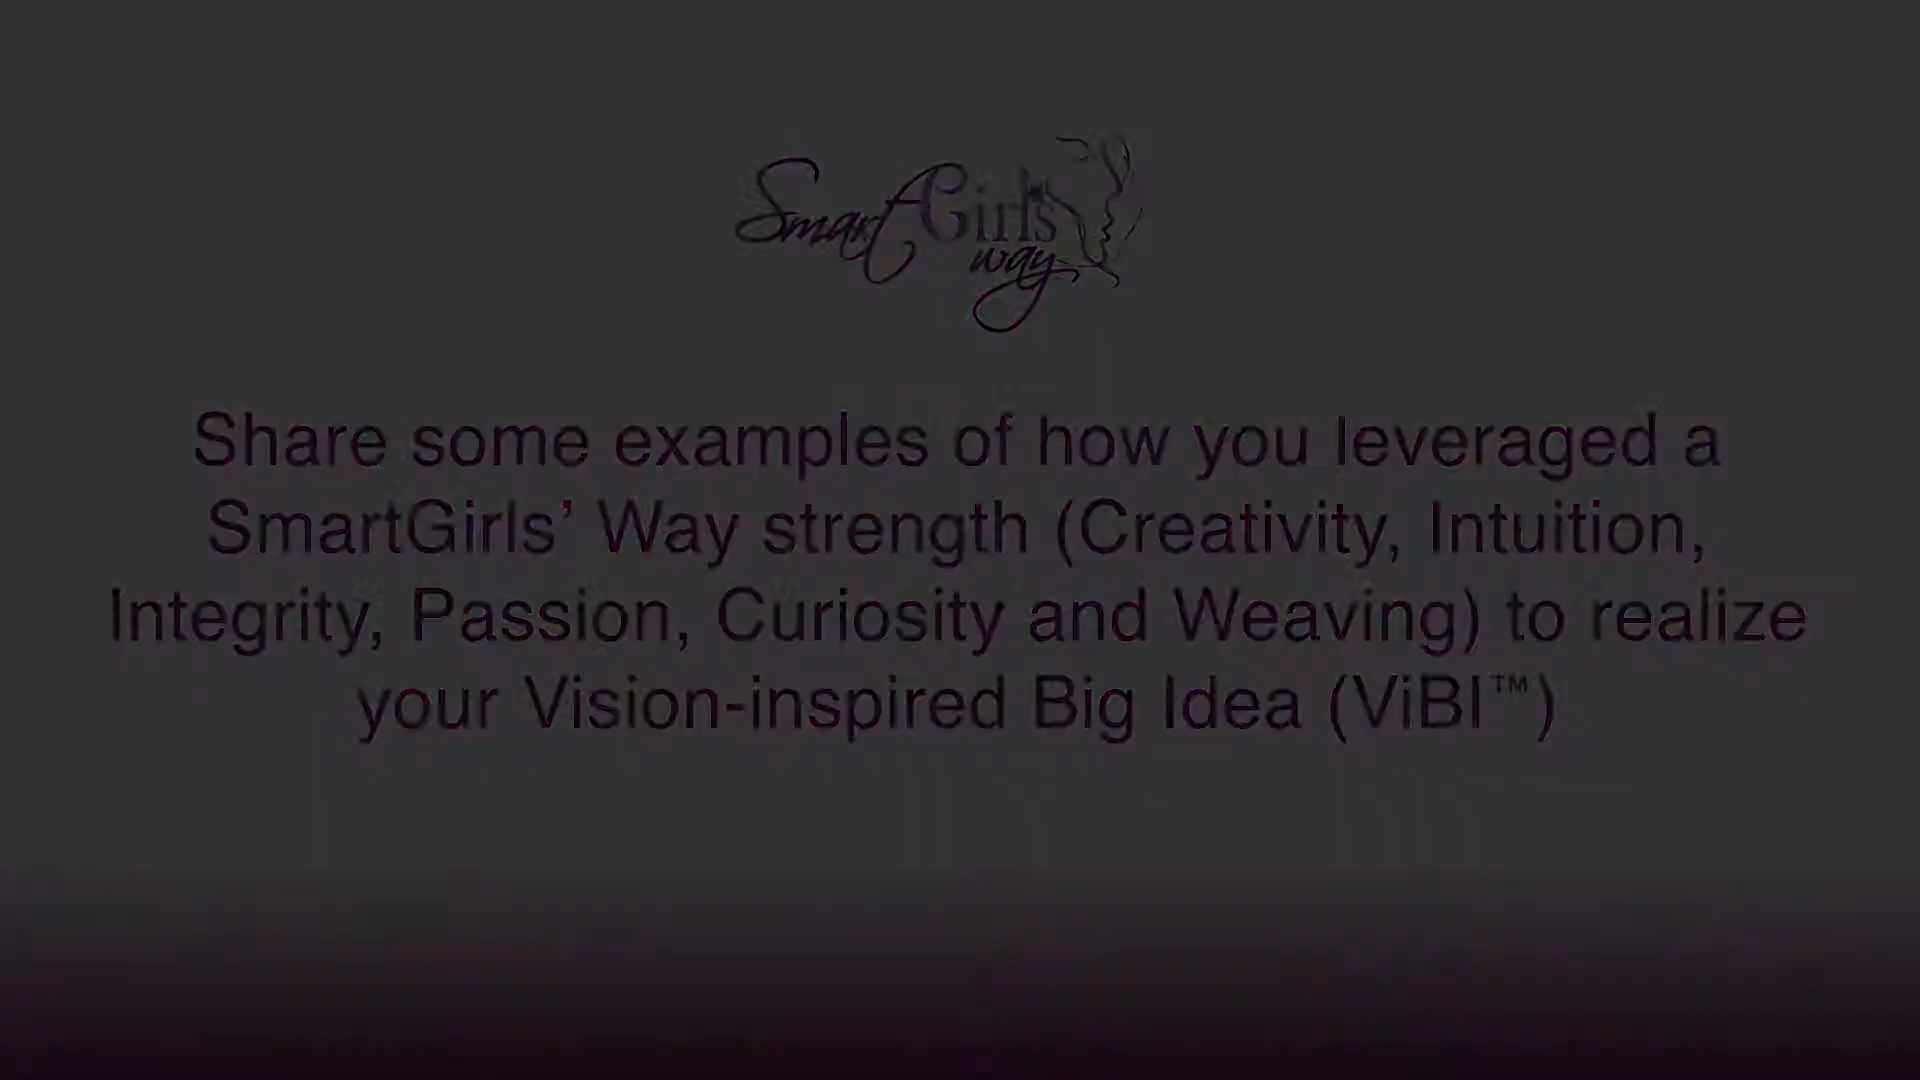 SmartGirls
way
Share some examples of how you leveraged a
SmartGirls’ Way strength (Creativity, Intuition,
Integrity, Passion, Curiosity and Weaving) to realize
your Vision-inspired Big Idea (ViBI™)